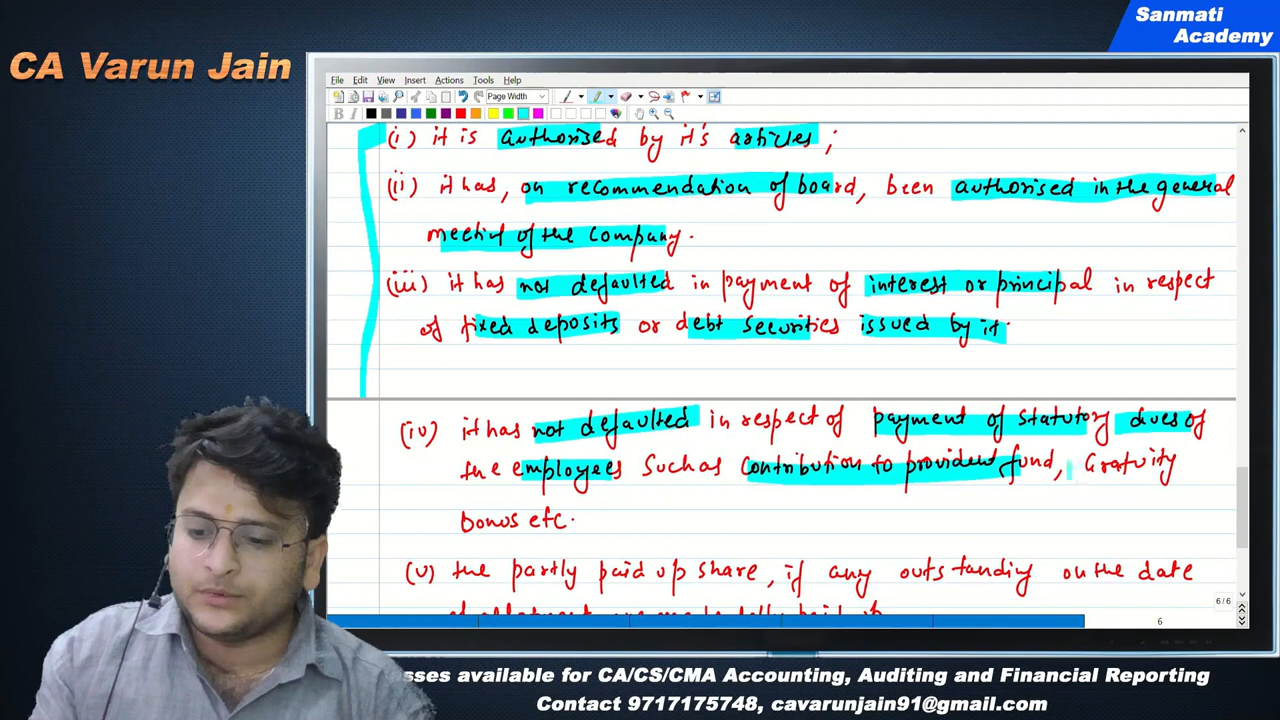 Sanmati
Academy
CA Varun Jain
File Edit View Insert Actions Tools Help
Page Width
B I
(i) it is authorised by it's articles;
(ii) it has, on recommendation of board, been authorised in the general
meeting of the company.
(iii) it has not defaulted in payment of interest or principal in respect
of fixed deposits or debt securities issued by it.
(iv) it has not defaulted in respect of payment of statutory dues of
the employees such as contribution to provident fund, Gratuity
bonus etc.
(v) the partly paid up share, if any outstanding on the date
6/6
6
sses available for CA/CS/CMA Accounting, Auditing and Financial Reporting
Contact 9717175748, cavarunjain91@gmail.com